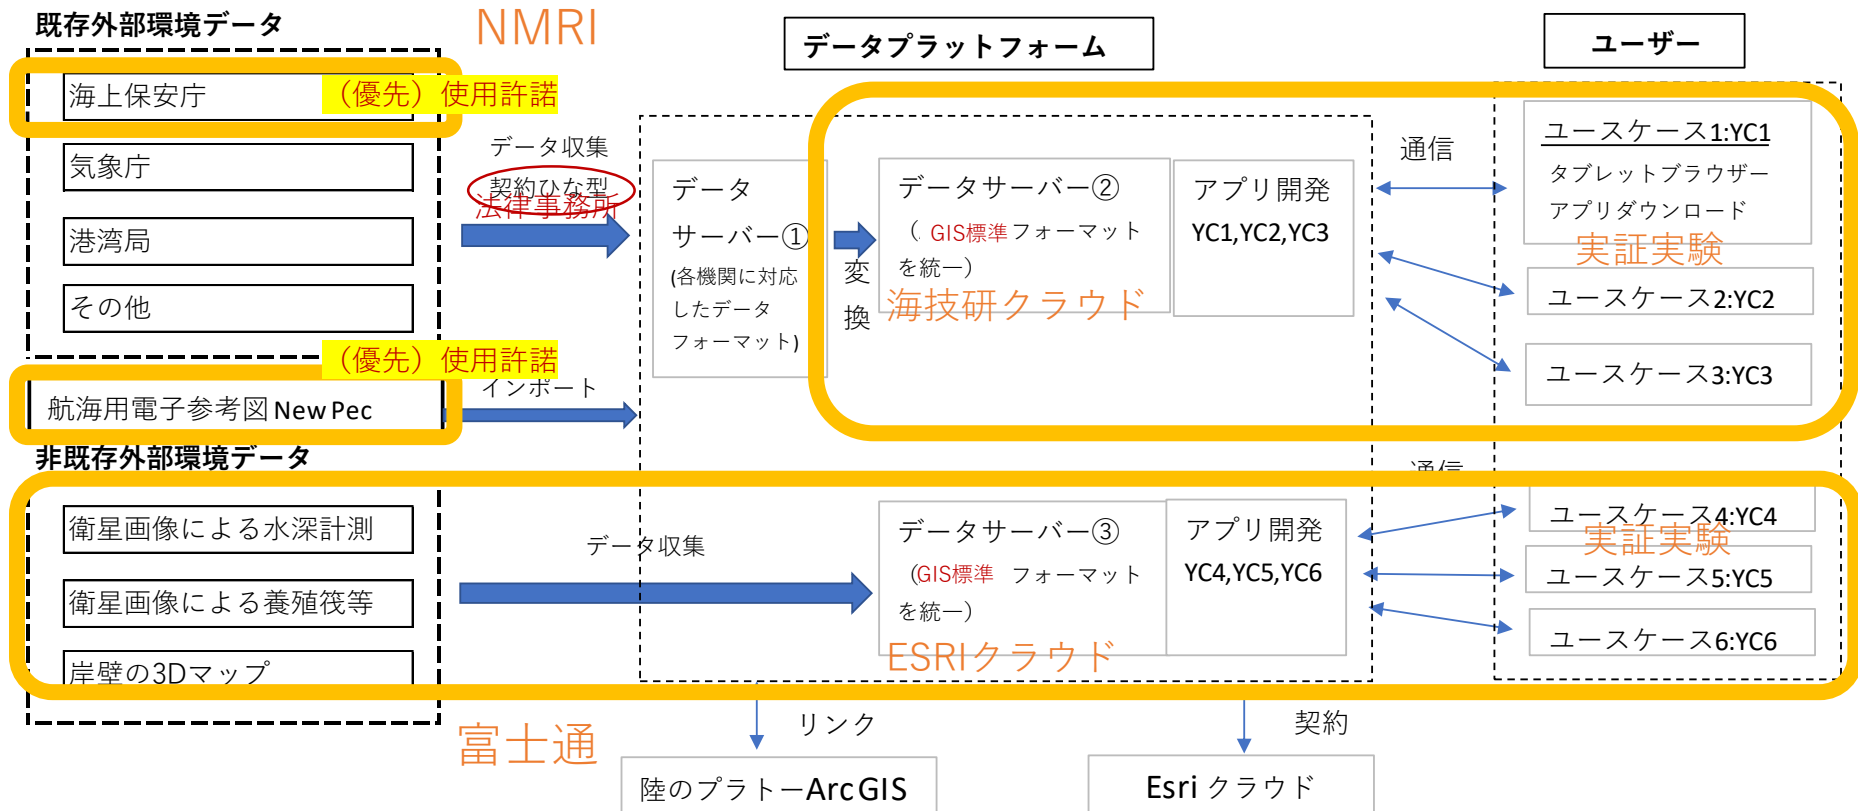 既存外部環境データ
NMRI
データプラットフォーム
ユーザー
海上保安庁
（優先）使用許諾
気象庁
港湾局
その他
データ収集
契約ひな型
法律事務所
（優先）使用許諾
航海用電子参考図 New Pec
インポート
データ
サーバー①
(各機関に対応
したデータ
フォーマット)
変
換
データサーバー②
（ GIS標準 フォーマット
を統一）
海技研クラウド
アプリ開発
YC1,YC2,YC3
通信
ユースケース1:YC1
タブレットブラウザー
アプリダウンロード
実証実験
ユースケース2:YC2
ユースケース3:YC3
非既存外部環境データ
衛星画像による水深計測
衛星画像による養殖筏等
岸壁の3Dマップ
データ収集
データサーバー③
（GIS標準 フォーマット
を統一）
ESRIクラウド
アプリ開発
YC4,YC5,YC6
通信
ユースケース4:YC4
実証実験
ユースケース5:YC5
ユースケース6:YC6
富士通
リンク
契約
陸のプラトーArcGIS
Esri クラウド